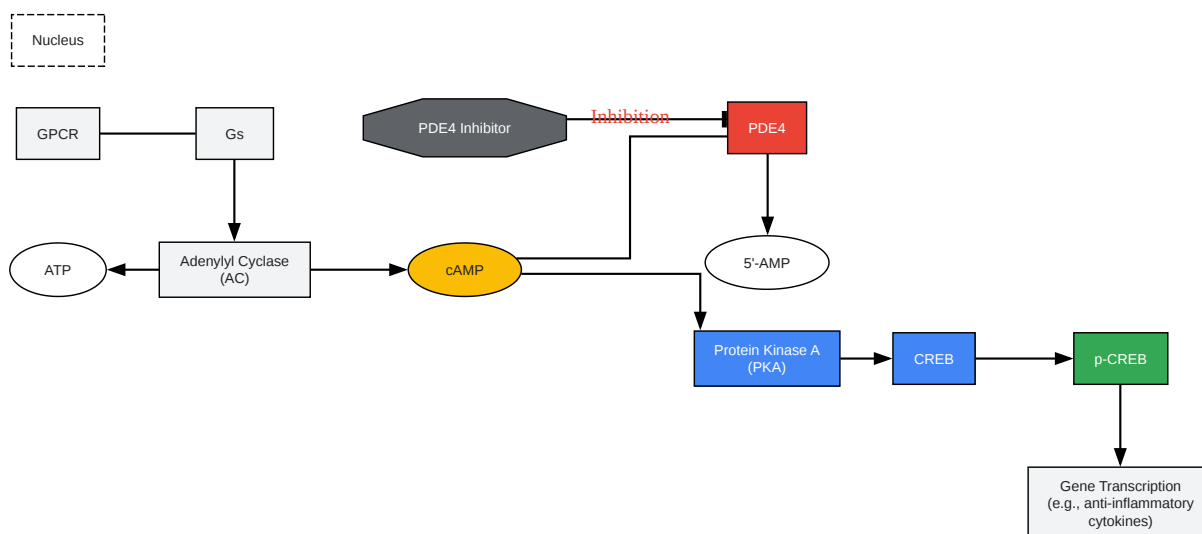 Nucleus
GPCR
Gs
PDE4 Inhibitor
Inhibition
PDE4
ATP
Adenylyl Cyclase
(AC)
cAMP
5'-AMP
Protein Kinase A
(PKA)
CREB
p-CREB
Gene Transcription
(e.g., anti-inflammatory
cytokines)